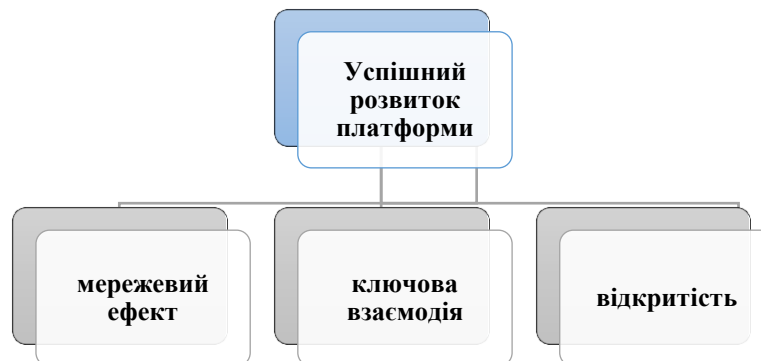 Успішний
розвиток
платформи
мережевий
ефект
ключова
взаємодія
відкритість